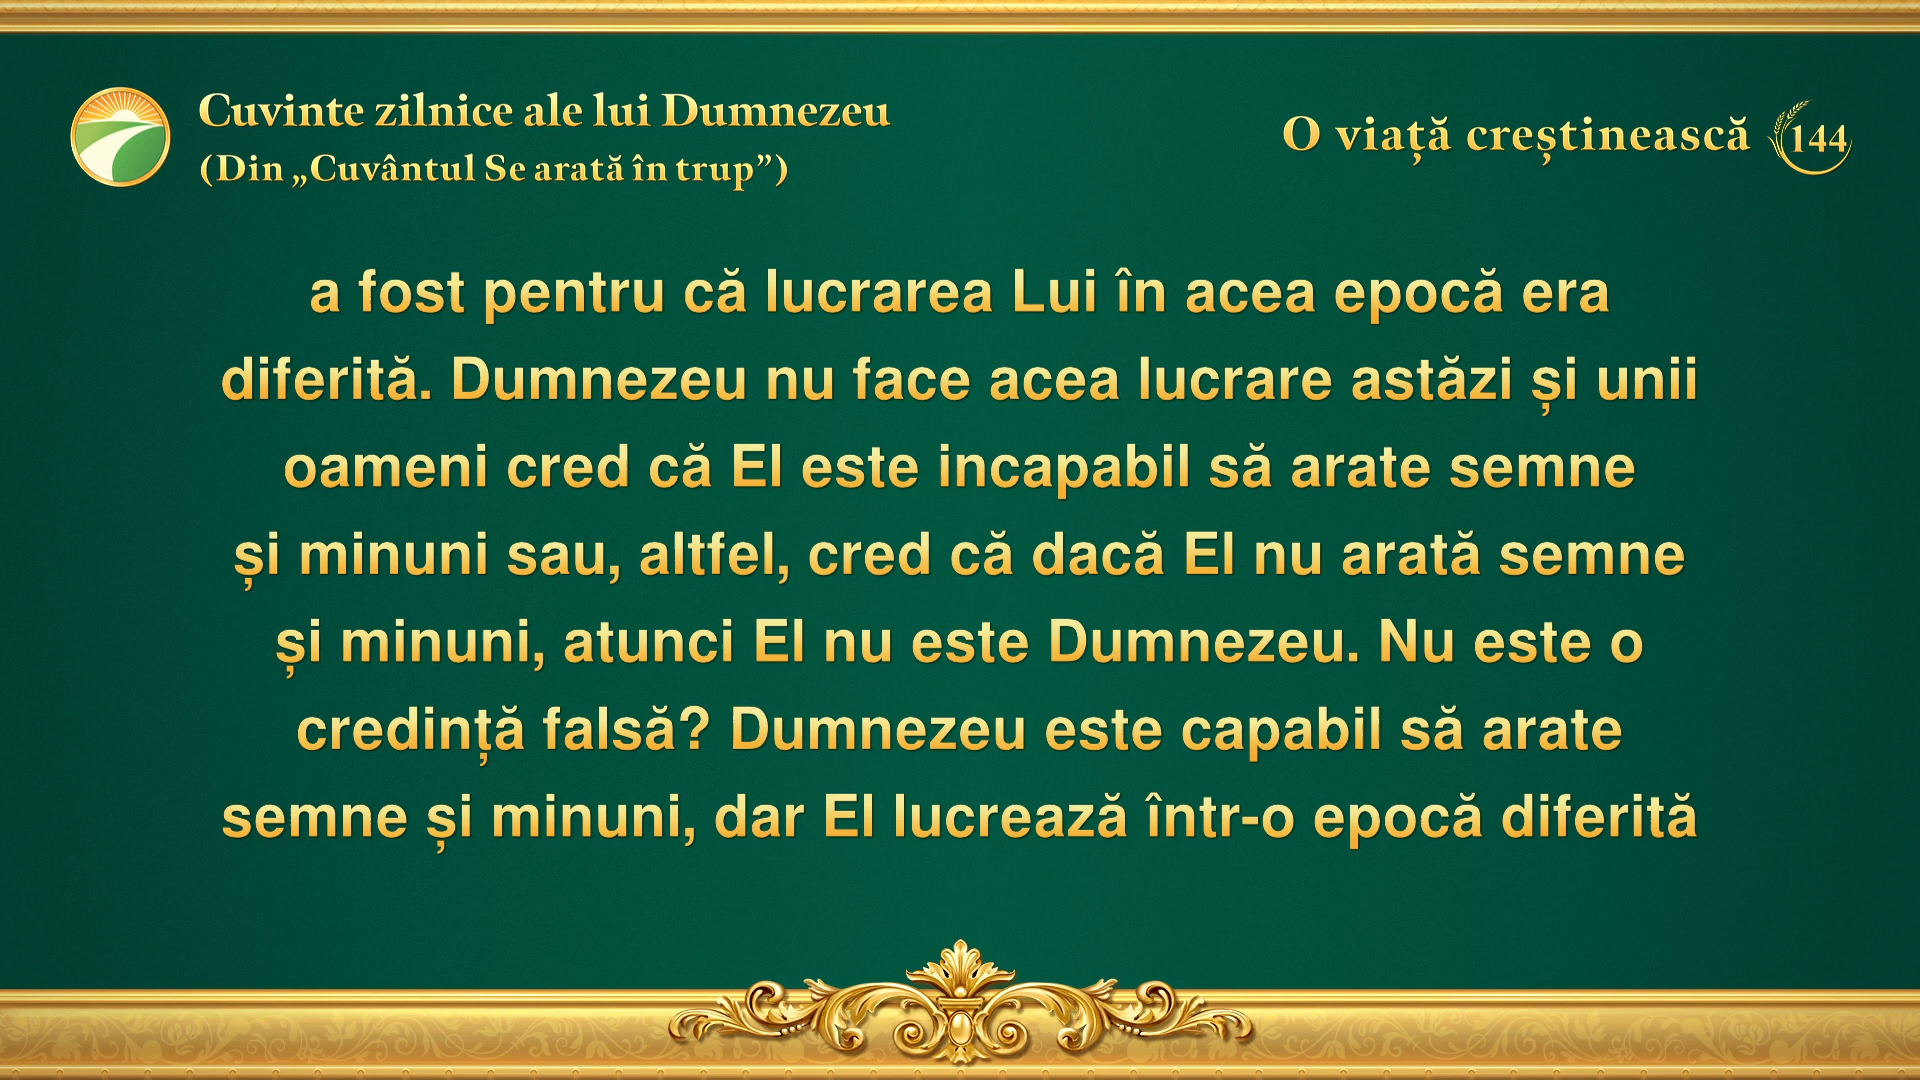 Cuvinte zilnice ale lui Dumnezeu
(Din „Cuvântul Se arată în trup”)
O viață creștinească 144
a fost pentru că lucrarea Lui în acea epocă era
diferită. Dumnezeu nu face acea lucrare astăzi și unii
oameni cred că El este incapabil să arate semne
și minuni sau, altfel, cred că dacă El nu arată semne
și minuni, atunci El nu este Dumnezeu. Nu este o
credință falsă? Dumnezeu este capabil să arate
semne și minuni, dar El lucrează într-o epocă diferită